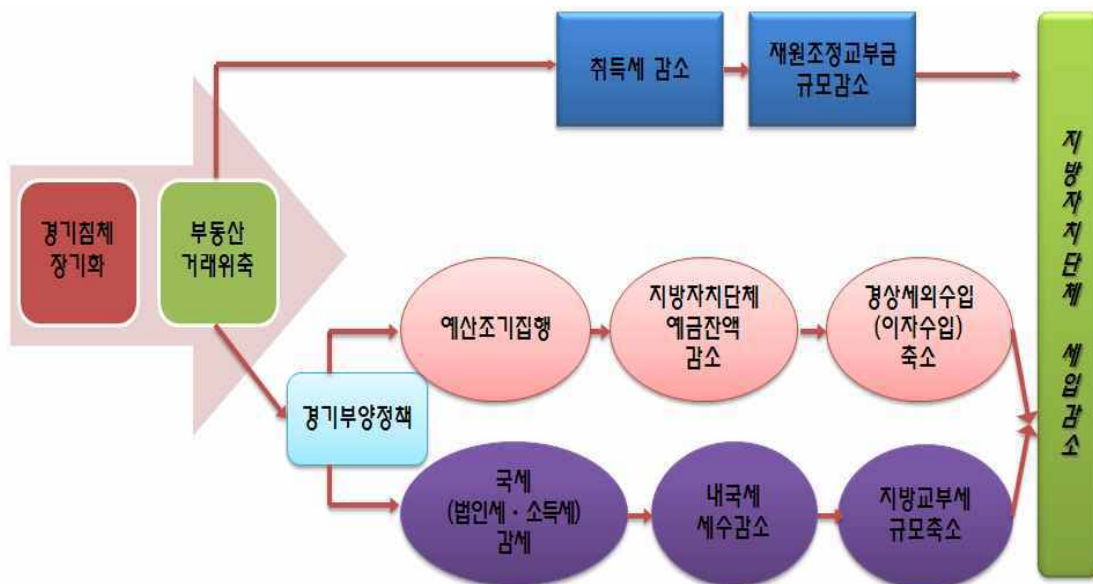 취득세 감소
재원조정교부금
규모감소
경기침체
장기화
부동산
거래위축
예산조기집행
지방자치단체
예금잔액
감소
경상세외수입
(이자수입)
축소
경기부양정책
국세
(법인세·소득세)
감세
내국세
세수감소
지방교부세
규모축소
지방자치단체 세입감소